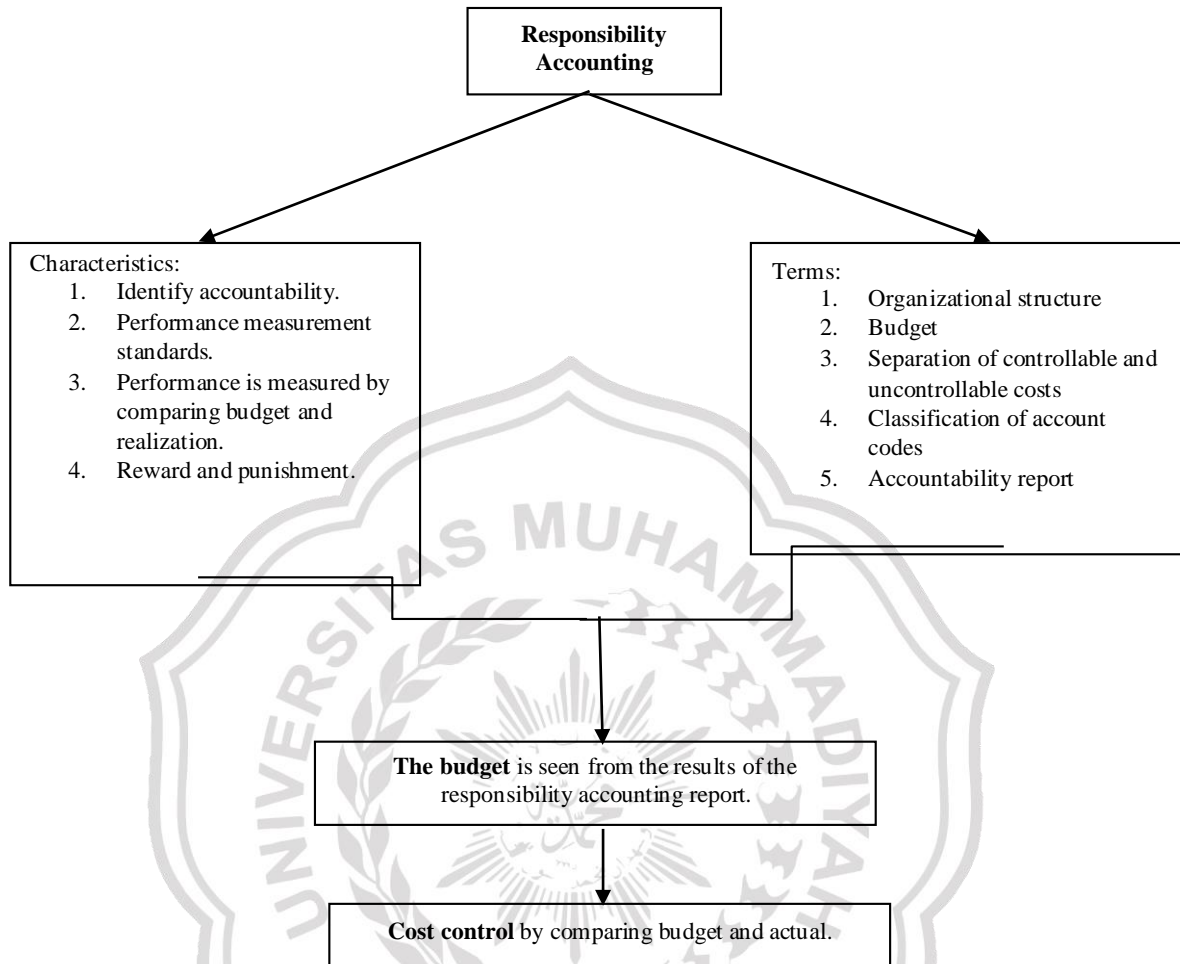 Responsibility
Accounting
Characteristics:
1. Identify accountability.
2. Performance measurement
standards.
3. Performance is measured by
comparing budget and
realization.
4. Reward and punishment.
Terms:
1. Organizational structure
2. Budget
3. Separation of controllable and
uncontrollable costs
4. Classification of account
codes
5. Accountability report
UNIVERSITAS MUHAMMADIYAH
The budget is seen from the results of the
responsibility accounting report.
Cost control by comparing budget and actual.